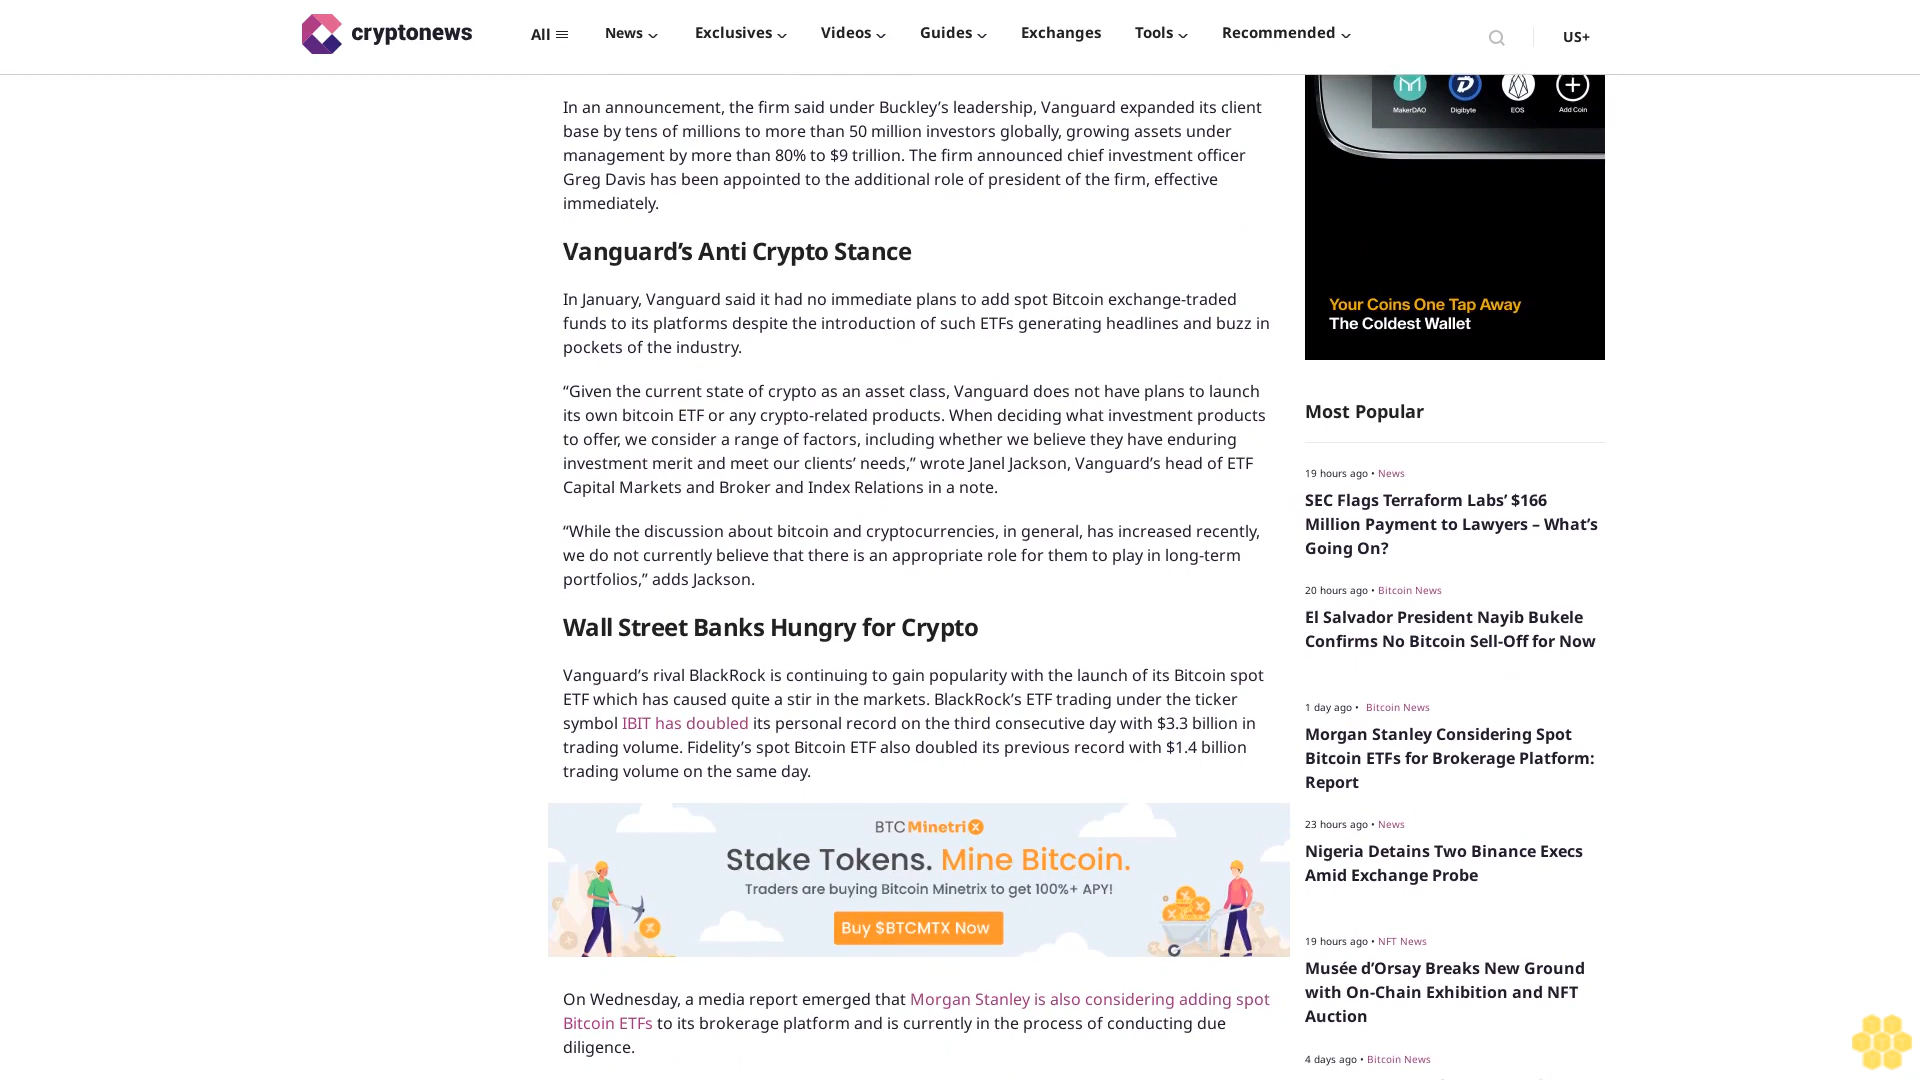 cryptonews
All
News
Exclusives
Videos
Guides
Exchanges
Tools
Recommended
US+
In an announcement, the firm said under Buckley’s leadership, Vanguard expanded its client
base by tens of millions to more than 50 million investors globally, growing assets under
management by more than 80% to $9 trillion. The firm announced chief investment officer
Greg Davis has been appointed to the additional role of president of the firm, effective
immediately.
Vanguard’s Anti Crypto Stance
In January, Vanguard said it had no immediate plans to add spot Bitcoin exchange-traded
funds to its platforms despite the introduction of such ETFs generating headlines and buzz in
pockets of the industry.
“Given the current state of crypto as an asset class, Vanguard does not have plans to launch
its own bitcoin ETF or any crypto-related products. When deciding what investment products
to offer, we consider a range of factors, including whether we believe they have enduring
investment merit and meet our clients’ needs,” wrote Janel Jackson, Vanguard’s head of ETF
Capital Markets and Broker and Index Relations in a note.
“While the discussion about bitcoin and cryptocurrencies, in general, has increased recently,
we do not currently believe that there is an appropriate role for them to play in long-term
portfolios,” adds Jackson.
Wall Street Banks Hungry for Crypto
Vanguard’s rival BlackRock is continuing to gain popularity with the launch of its Bitcoin spot
ETF which has caused quite a stir in the markets. BlackRock’s ETF trading under the ticker
symbol IBIT has doubled its personal record on the third consecutive day with $3.3 billion in
trading volume. Fidelity’s spot Bitcoin ETF also doubled its previous record with $1.4 billion
trading volume on the same day.
BTC Minetrix
Stake Tokens. Mine Bitcoin.
Traders are buying Bitcoin Minetrix to get 100%+ APY!
Buy $BTCMTX Now
On Wednesday, a media report emerged that Morgan Stanley is also considering adding spot
Bitcoin ETFs to its brokerage platform and is currently in the process of conducting due
diligence.
MakerDAO
Digibyte
EOS
Add Coin
Your Coins One Tap Away
The Coldest Wallet
Most Popular
19 hours ago • News
SEC Flags Terraform Labs’ $166
Million Payment to Lawyers – What’s
Going On?
20 hours ago • Bitcoin News
El Salvador President Nayib Bukele
Confirms No Bitcoin Sell-Off for Now
1 day ago • Bitcoin News
Morgan Stanley Considering Spot
Bitcoin ETFs for Brokerage Platform:
Report
23 hours ago • News
Nigeria Detains Two Binance Execs
Amid Exchange Probe
19 hours ago • NFT News
Musée d’Orsay Breaks New Ground
with On-Chain Exhibition and NFT
Auction
4 days ago • Bitcoin News